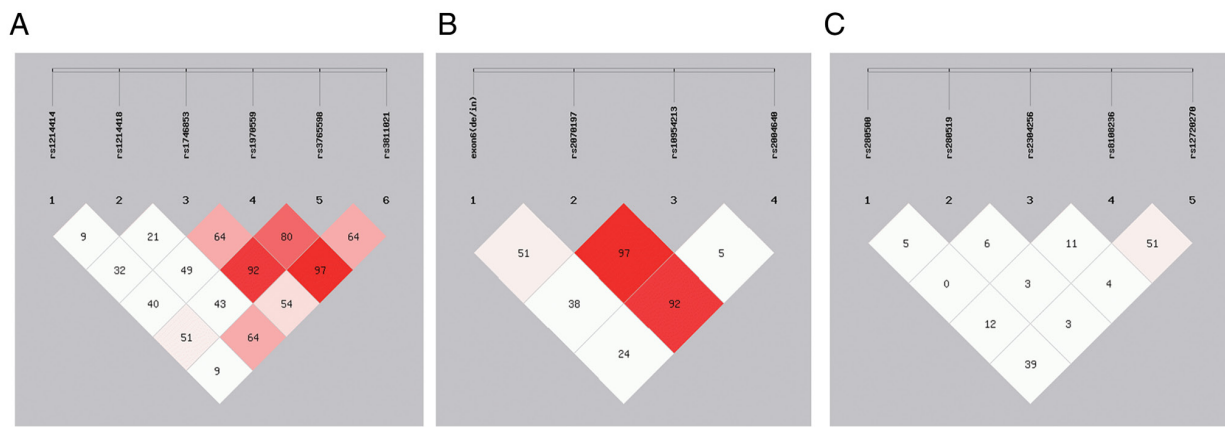 A
rs1214414
rs1214418
rs1746853
rs1970559
rs3765598
rs3811021
1 2 3 4 5 6
9 21 64 80 64
32 49 92 97
40 43 54
51 64
9
B
exon6(de/in)
rs2070197
rs10954213
rs2004640
1 2 3 4
51 97 5
38 92
24
C
rs280500
rs280519
rs2304256
rs8108236
rs12720270
1 2 3 4 5
5 6 11 51
0 3 4
12 3
39